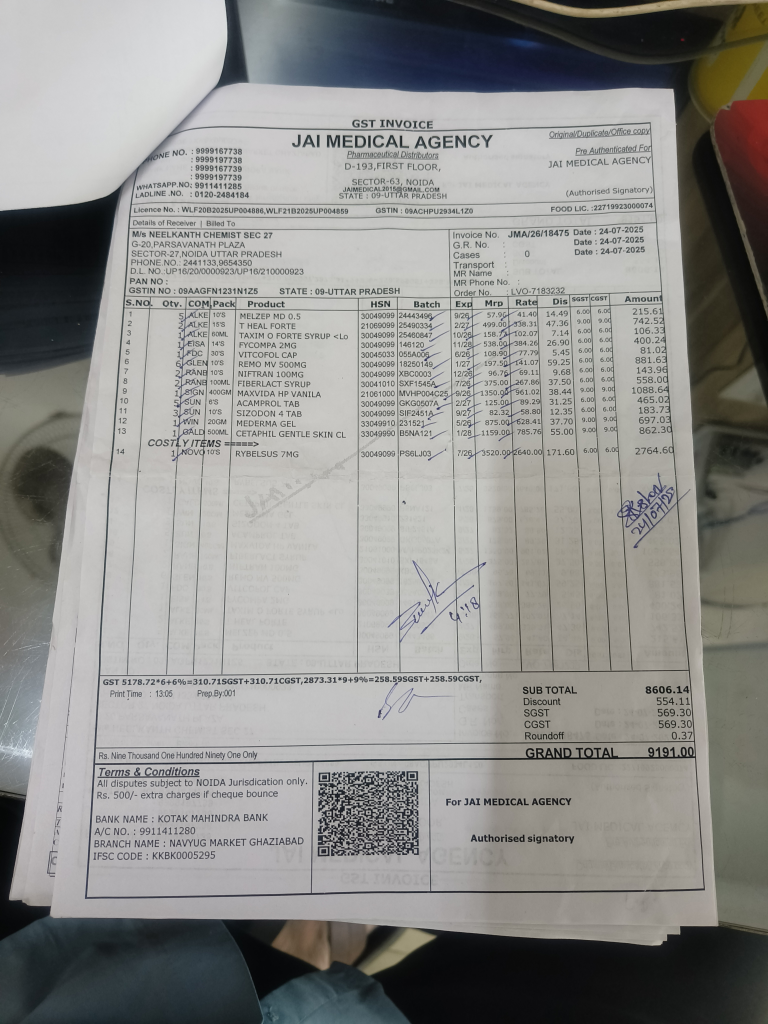 GST INVOICE
JAI MEDICAL AGENCY
Pharmaceutical Distributors
D-193,FIRST FLOOR,
SECTOR-63, NOIDA
JAIMEDICAL2015@GMAIL.COM
STATE : 09-UTTAR PRADESH
PHONE NO. : 9999167738
: 9999197738
: 9999167739
: 9999197739
WHATSAPP.NO: 9911411285
LADLINE NO. : 0120-2484184
Original/Duplicate/Office copy
Pre Authenticated For
JAI MEDICAL AGENCY
(Authorised Signatory)
Licence No. : WLF20B2025UP004886,WLF21B2025UP004859 GSTIN : 09ACHPU2934L1Z0 FOOD LIC. :22719923000074
Details of Receiver | Billed To
M/s NEELKANTH CHEMIST SEC 27
G-20,PARSAVANATH PLAZA
SECTOR-27,NOIDA UTTAR PRADESH
PHONE.NO.: 2441133,9654350
D.L. NO.:UP16/20/0000923/UP16/210000923
PAN NO :
GSTIN NO : 09AAGFN1231N1Z5 STATE : 09-UTTAR PRADESH
Invoice No. JMA/26/18475 Date : 24-07-2025
G.R. No. : Date : 24-07-2025
Cases : 0 Date : 24-07-2025
Transport :
MR Name :
MR Phone No.
Order No. : LVO-7183232
S.NO. Qty. COM. Pack Product HSN Batch Exp Mrp Rate Dis SGST CGST Amount
1 5 ALKE 10'S MELZEP MD 0.5 30049099 24443496 9/26 57.96 41.40 14.49 6.00 6.00 215.61
2 2 ALKE 15'S T HEAL FORTE 21069099 25490334 2/27 499.00 338.31 47.36 9.00 9.00 742.52
3 1 ALKE 60ML TAXIM O FORTE SYRUP <Lo 30049099 25460847 10/26 102.07 7.14 6.00 6.00 106.30
4 1 EISA 14'S FYCOMPA 2MG 30049099 146120 11/28 538.00 384.26 26.90 6.00 6.00 400.24
5 1 FDC 30'S VITCOFOL CAP 30045033 055A006 6/26 108.90 77.79 5.45 6.00 6.00 81.02
6 6 GLEN 10'S REMO MV 500MG 30049099 18250149 1/27 197.50 141.07 59.25 6.00 6.00 881.63
7 2 RANB 10'S NIFTRAN 100MG 30049099 XBC0003 12/26 96.75 69.11 9.68 6.00 6.00 143.96
8 2 RANB 100ML FIBERLACT SYRUP 30041010 SXF1545A 7/26 375.00 267.86 37.50 6.00 6.00 558.00
9 1 SIGN 400GM MAXVIDA HP VANILA 21061000 MVHP004C25 9/26 1350.00 961.02 38.44 9.00 9.00 1088.64
10 5 SUN 8'S ACAMPROL TAB 30049099 GKG0507A 2/27 125.00 89.29 31.25 6.00 6.00 465.02
11 3 SUN 10'S SIZODON 4 TAB 30049099 SIF2451A 9/27 82.32 58.80 12.35 6.00 6.00 183.73
12 1 WIN 20GM MEDERMA GEL 30049910 231521 5/26 875.00 628.41 37.70 9.00 9.00 697.03
13 1 GALD 500ML CETAPHIL GENTLE SKIN CL 33049990 B5NA121 1/28 1159.00 785.76 55.00 9.00 9.00 862.30
COSTLY ITEMS =====>
14 1 NOVO 10'S RYBELSUS 7MG 30049099 PS6LJ03 7/26 3520.00 2640.00 171.60 6.00 6.00 2764.60
24/07/25
4:18
GST 5178.72*6+6%=310.71SGST+310.71CGST,2873.31*9+9%=258.59SGST+258.59CGST,
Print Time : 13:05 Prep.By:001
SUB TOTAL 8606.14
Discount 554.11
SGST 569.30
CGST 569.30
Roundoff 0.37
GRAND TOTAL 9191.00
Rs. Nine Thousand One Hundred Ninety One Only
Terms & Conditions
All disputes subject to NOIDA Jurisdication only.
Rs. 500/- extra charges if cheque bounce
BANK NAME : KOTAK MAHINDRA BANK
A/C NO. : 9911411280
BRANCH NAME : NAVYUG MARKET GHAZIABAD
IFSC CODE : KKBK0005295
For JAI MEDICAL AGENCY
Authorised signatory